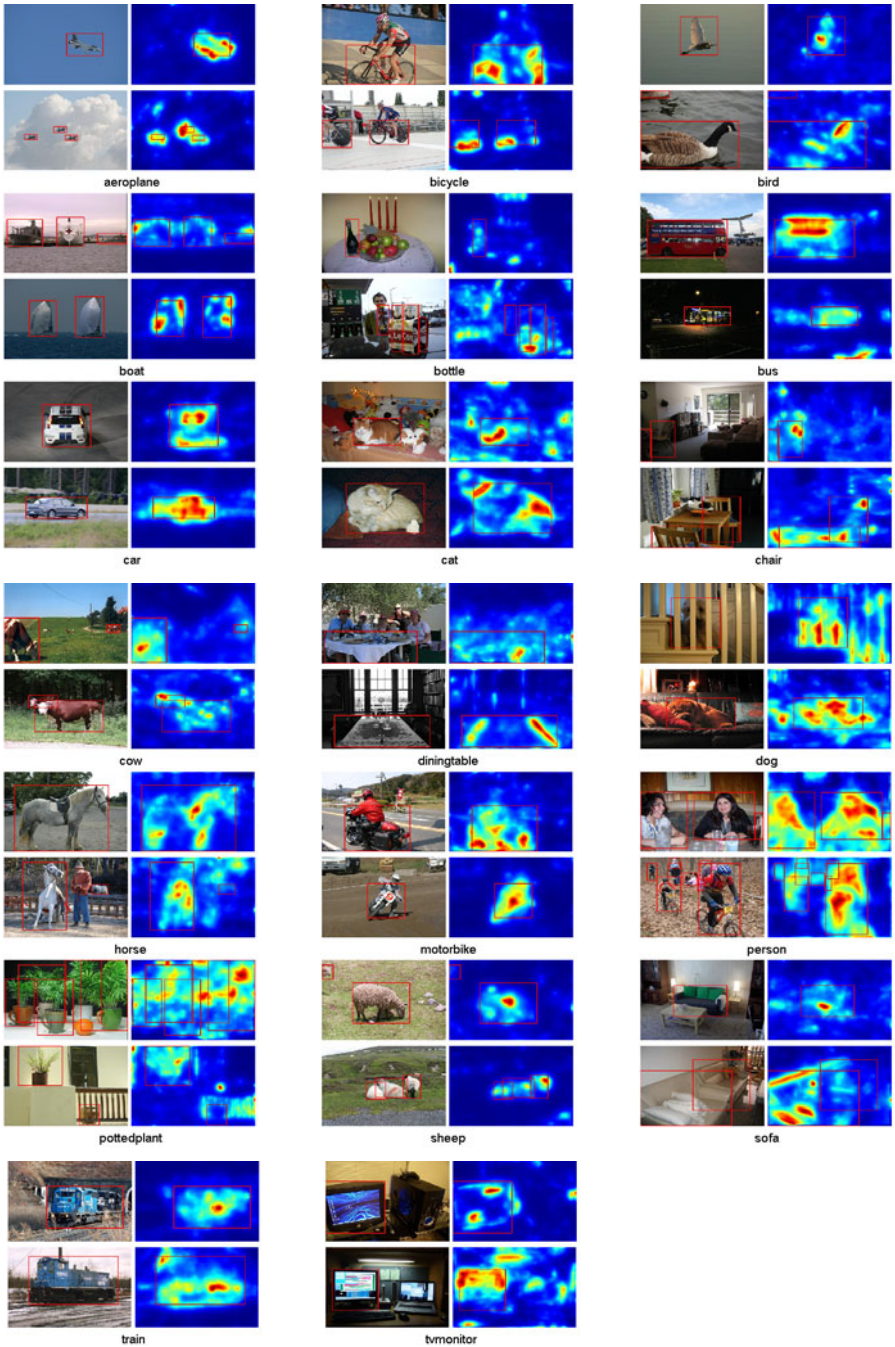 aeroplane
bicycle
bird
boat
bottle
bus
car
cat
chair
cow
diningtable
dog
horse
motorbike
person
pottedplant
sheep
sofa
train
tvmonitor